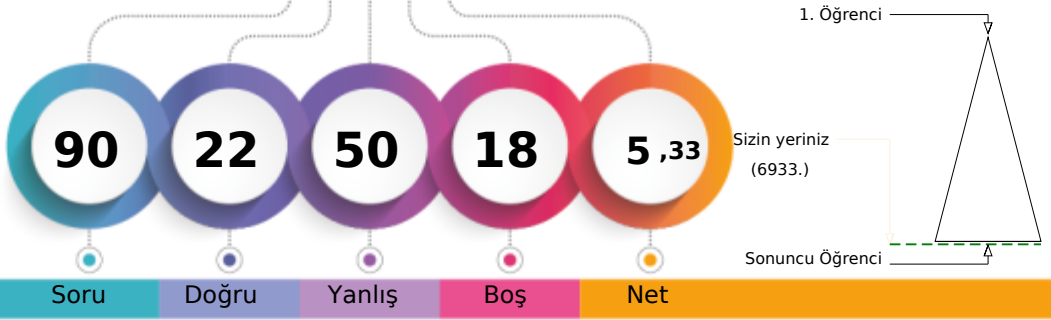 90 22 50 18 5 ,33
Soru Doğru Yanlış Boş Net
1. Öğrenci
Sizin yeriniz
(6933.)
Sonuncu Öğrenci